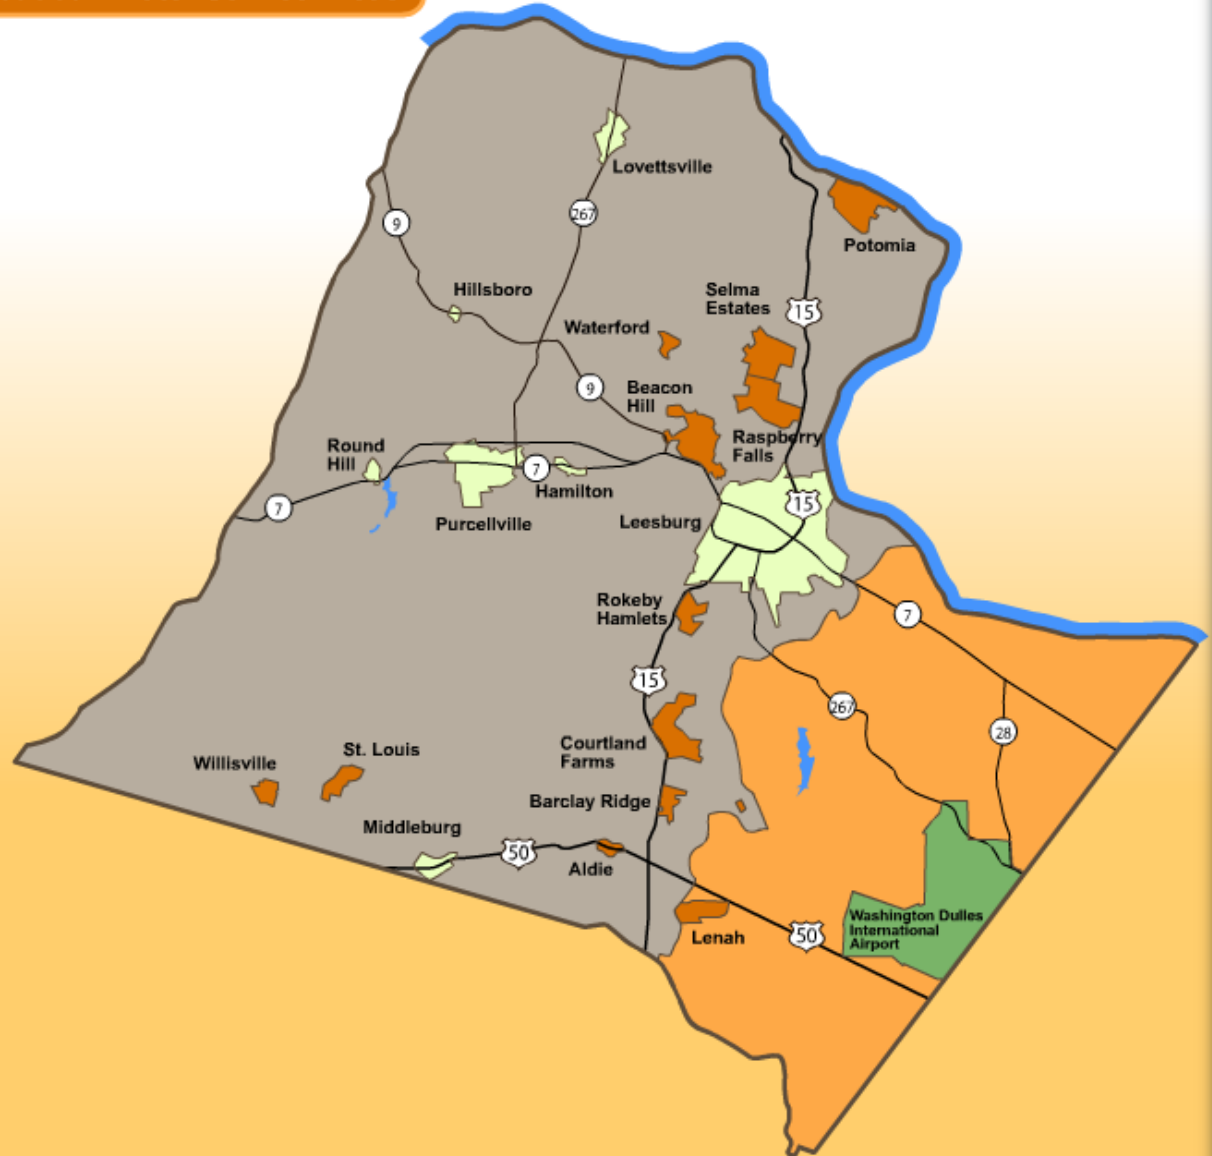 Lovettsville
9
267
Potomia
Hillsboro
Selma
Estates
15
Waterford
9
Beacon
Hill
Round
Hill
Raspberry
Falls
7
Hamilton
7
15
Purcellville
Leesburg
Rokeby
Hamlets
7
15
267
28
Courtland
Farms
St. Louis
Willisville
Barclay Ridge
Middleburg
50
Aldie
Washington Dulles
International
Airport
Lenah
50